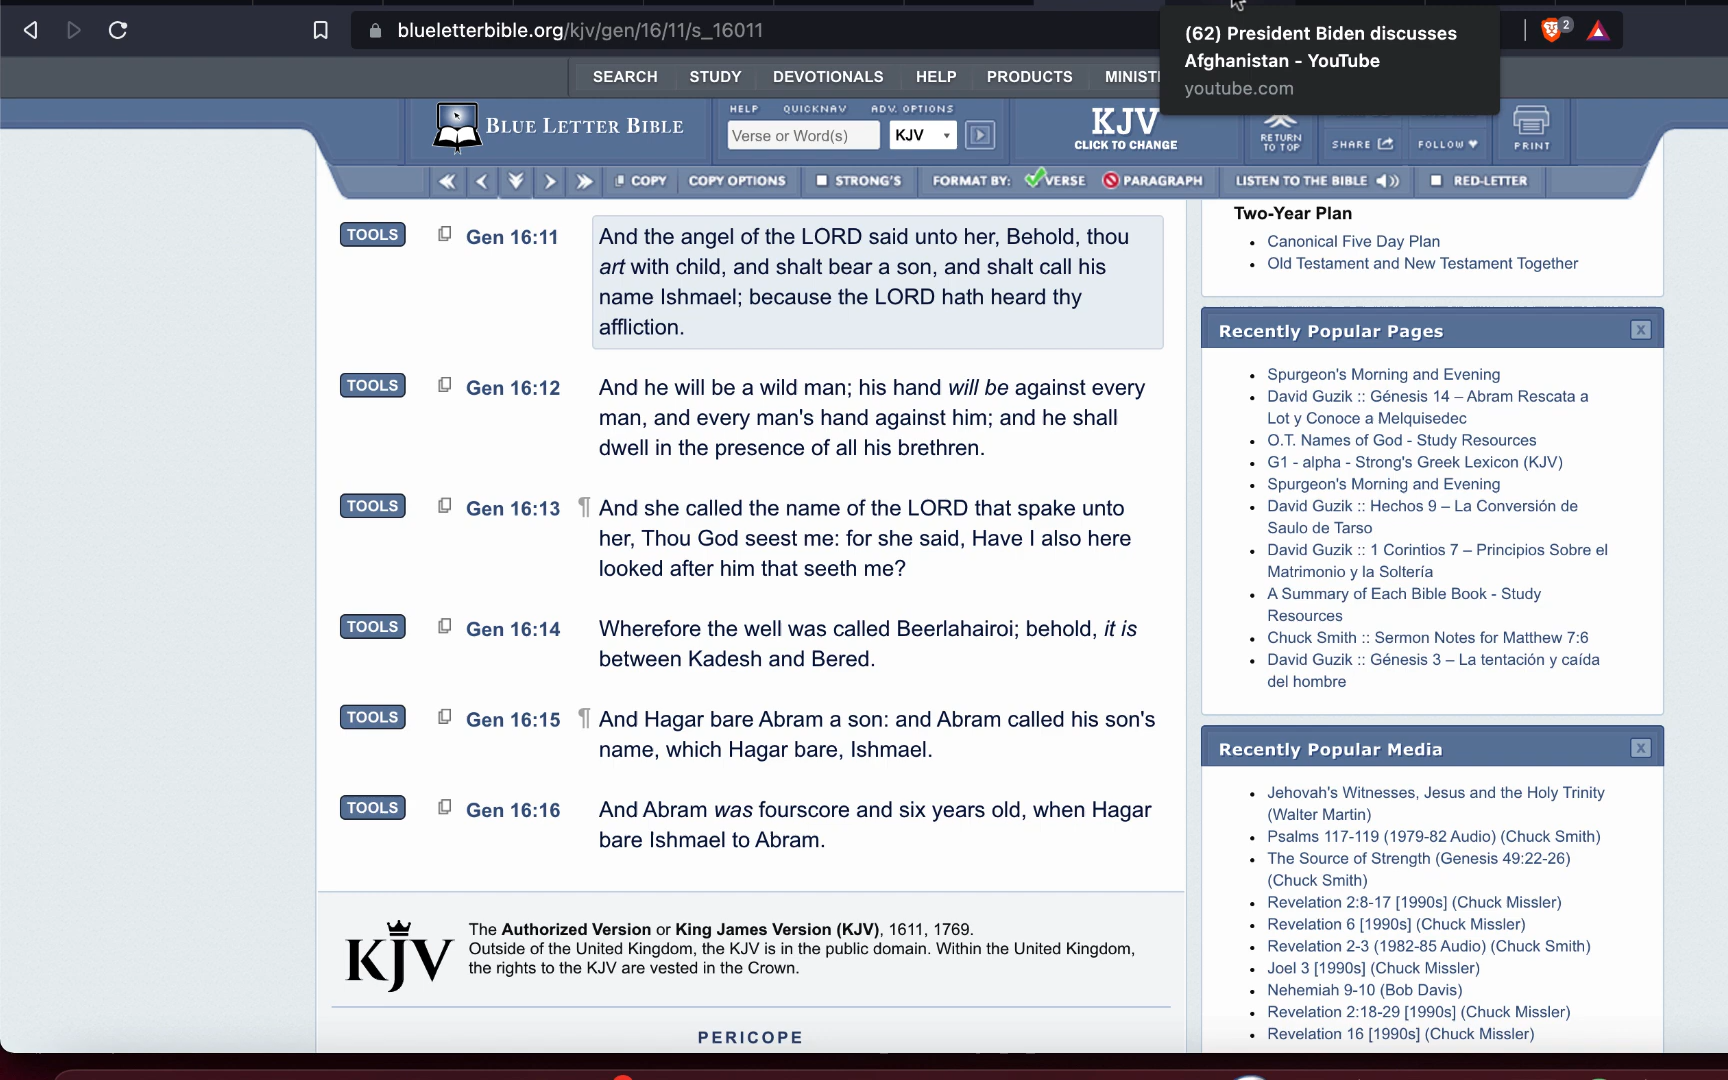 blueletterbible.org/kjv/gen/16/11/s_16011
(62) President Biden discusses
Afghanistan - YouTube
youtube.com
2
SEARCH STUDY DEVOTIONALS HELP PRODUCTS MINIST
BLUE LETTER BIBLE
HELP QUICKNAV ADV. OPTIONS
Verse or Word(s) KJV
KJV
CLICK TO CHANGE
RETURN
TO TOP
SHARE
FOLLOW
PRINT
COPY COPY OPTIONS STRONG'S FORMAT BY: VERSE PARAGRAPH LISTEN TO THE BIBLE RED-LETTER
TOOLS Gen 16:11 And the angel of the LORD said unto her, Behold, thou
art with child, and shalt bear a son, and shalt call his
name Ishmael; because the LORD hath heard thy
affliction.
TOOLS Gen 16:12 And he will be a wild man; his hand will be against every
man, and every man's hand against him; and he shall
dwell in the presence of all his brethren.
TOOLS Gen 16:13 ¶ And she called the name of the LORD that spake unto
her, Thou God seest me: for she said, Have I also here
looked after him that seeth me?
TOOLS Gen 16:14 Wherefore the well was called Beerlahairoi; behold, it is
between Kadesh and Bered.
TOOLS Gen 16:15 ¶ And Hagar bare Abram a son: and Abram called his son's
name, which Hagar bare, Ishmael.
TOOLS Gen 16:16 And Abram was fourscore and six years old, when Hagar
bare Ishmael to Abram.
KJV
The Authorized Version or King James Version (KJV), 1611, 1769.
Outside of the United Kingdom, the KJV is in the public domain. Within the United Kingdom,
the rights to the KJV are vested in the Crown.
PERICOPE
Two-Year Plan
• Canonical Five Day Plan
• Old Testament and New Testament Together
Recently Popular Pages X
• Spurgeon's Morning and Evening
• David Guzik :: Génesis 14 – Abram Rescata a
Lot y Conoce a Melquisedec
• O.T. Names of God - Study Resources
• G1 - alpha - Strong's Greek Lexicon (KJV)
• Spurgeon's Morning and Evening
• David Guzik :: Hechos 9 – La Conversión de
Saulo de Tarso
• David Guzik :: 1 Corintios 7 – Principios Sobre el
Matrimonio y la Soltería
• A Summary of Each Bible Book - Study
Resources
• Chuck Smith :: Sermon Notes for Matthew 7:6
• David Guzik :: Génesis 3 – La tentación y caída
del hombre
Recently Popular Media X
• Jehovah's Witnesses, Jesus and the Holy Trinity
(Walter Martin)
• Psalms 117-119 (1979-82 Audio) (Chuck Smith)
• The Source of Strength (Genesis 49:22-26)
(Chuck Smith)
• Revelation 2:8-17 [1990s] (Chuck Missler)
• Revelation 6 [1990s] (Chuck Missler)
• Revelation 2-3 (1982-85 Audio) (Chuck Smith)
• Joel 3 [1990s] (Chuck Missler)
• Nehemiah 9-10 (Bob Davis)
• Revelation 2:18-29 [1990s] (Chuck Missler)
• Revelation 16 [1990s] (Chuck Missler)